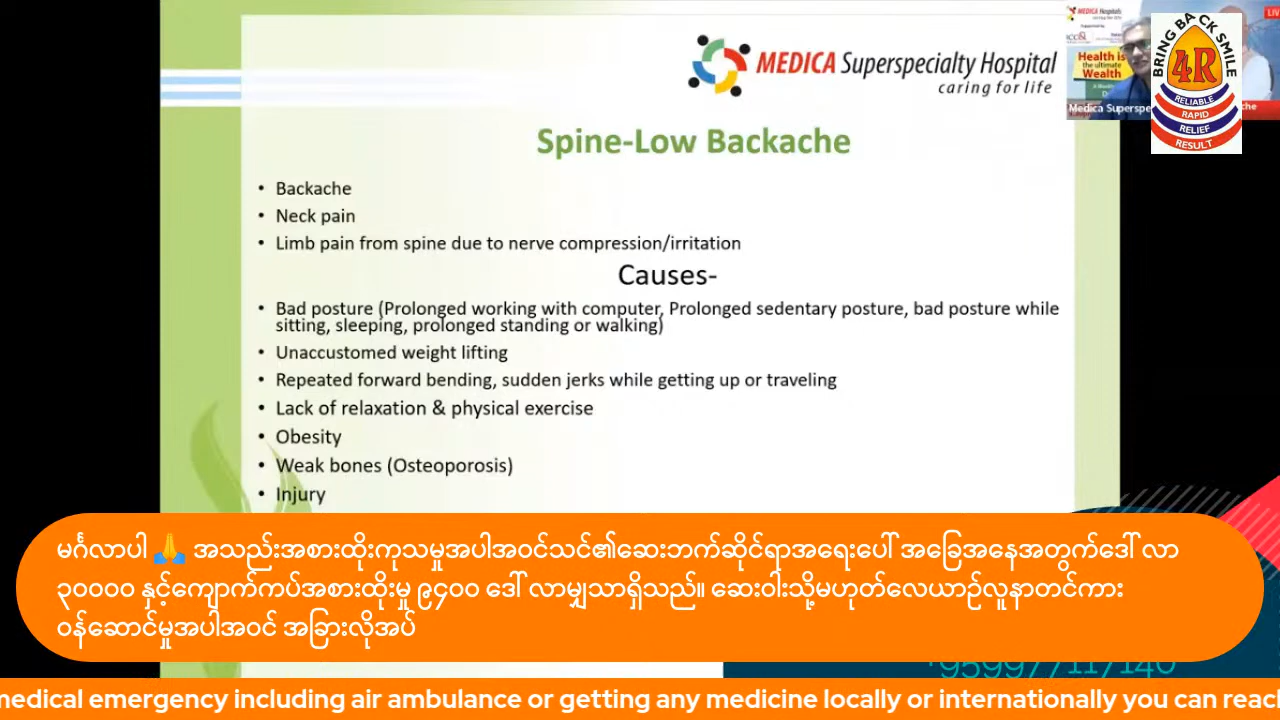 MEDICA Superspecialty Hospital
caring for life
LIV
MEDICA Hospitals
Health is
the ultimate
Wealth
Medica Superspe
BRING BACK SMILE
4R
RELIABLE
RAPID
RELIEF
RESULT
Spine-Low Backache
• Backache
• Neck pain
• Limb pain from spine due to nerve compression/irritation
Causes-
• Bad posture (Prolonged working with computer, Prolonged sedentary posture, bad posture while
sitting, sleeping, prolonged standing or walking)
• Unaccustomed weight lifting
• Repeated forward bending, sudden jerks while getting up or traveling
• Lack of relaxation & physical exercise
• Obesity
• Weak bones (Osteoporosis)
• Injury
မင်္ဂလာပါ 🙏 အသည်းအစားထိုးကုသမှုအပါအဝင်သင်၏ဆေးဘက်ဆိုင်ရာအရေးပေါ် အခြေအနေအတွက်ဒေါ် လာ
၃၀၀၀၀ နှင့်ကျောက်ကပ်အစားထိုးမှု ၉၄၀၀ ဒေါ် လာမျှသာရှိသည်။ ဆေးဝါးသို့မဟုတ်လေယာဉ်လူနာတင်ကား
ဝန်ဆောင်မှုအပါအဝင် အခြားလိုအပ်
+959977117140
medical emergency including air ambulance or getting any medicine locally or internationally you can reach